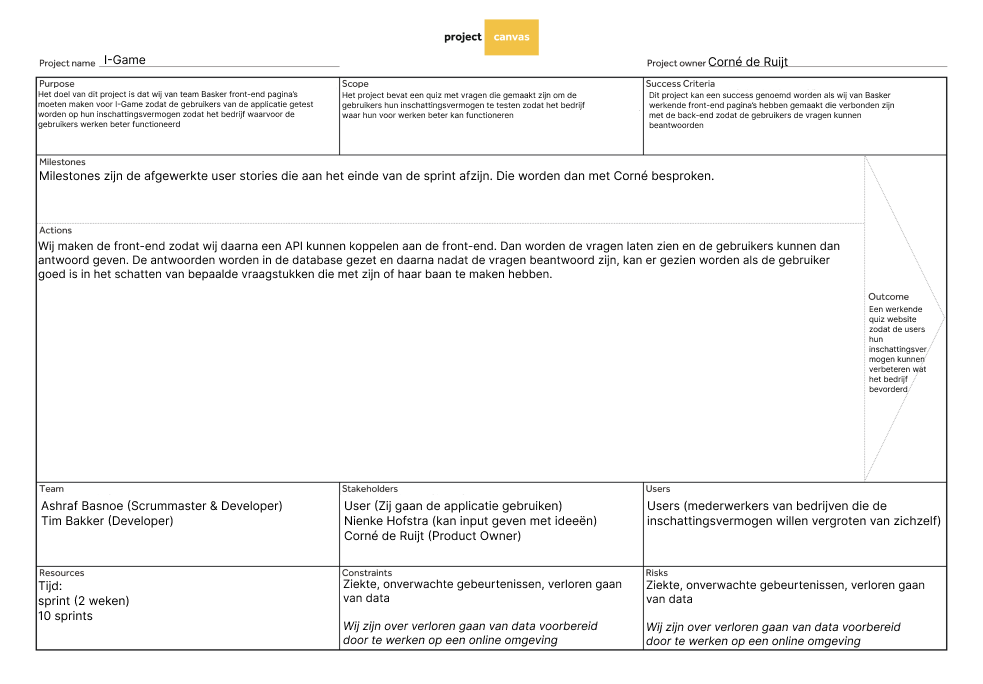 project canvas
Project name I-Game
Project owner Corné de Ruijt
Purpose
Het doel van dit project is dat wij van team Basker front-end pagina's
moeten maken voor I-Game zodat de gebruikers van de applicatie getest
worden op hun inschattingsvermogen zodat het bedrijf waarvoor de
gebruikers werken beter functioneerd
Scope
Het project bevat een quiz met vragen die gemaakt zijn om de
gebruikers hun inschattingsvermogen te testen zodat het bedrijf
waar hun voor werken beter kan functioneren
Success Criteria
Dit project kan een success genoemd worden als wij van Basker
werkende front-end pagina's hebben gemaakt die verbonden zijn
met de back-end zodat de gebruikers de vragen kunnen
beantwoorden
Milestones
Milestones zijn de afgewerkte user stories die aan het einde van de sprint afzijn. Die worden dan met Corné besproken.
Actions
Wij maken de front-end zodat wij daarna een API kunnen koppelen aan de front-end. Dan worden de vragen laten zien en de gebruikers kunnen dan
antwoord geven. De antwoorden worden in de database gezet en daarna nadat de vragen beantwoord zijn, kan er gezien worden als de gebruiker
goed is in het schatten van bepaalde vraagstukken die met zijn of haar baan te maken hebben.
Outcome
Een werkende
quiz website
zodat de users
hun
inschattingsver
mogen kunnen
verbeteren wat
het bedrijf
bevorderd
Team
Ashraf Basnoe (Scrummaster & Developer)
Tim Bakker (Developer)
Stakeholders
User (Zij gaan de applicatie gebruiken)
Nienke Hofstra (kan input geven met ideeën)
Corné de Ruijt (Product Owner)
Users
Users (mederwerkers van bedrijven die de
inschattingsvermogen willen vergroten van zichzelf)
Resources
Tijd:
sprint (2 weken)
10 sprints
Constraints
Ziekte, onverwachte gebeurtenissen, verloren gaan
van data
Wij zijn over verloren gaan van data voorbereid
door te werken op een online omgeving
Risks
Ziekte, onverwachte gebeurtenissen, verloren gaan
van data
Wij zijn over verloren gaan van data voorbereid
door te werken op een online omgeving